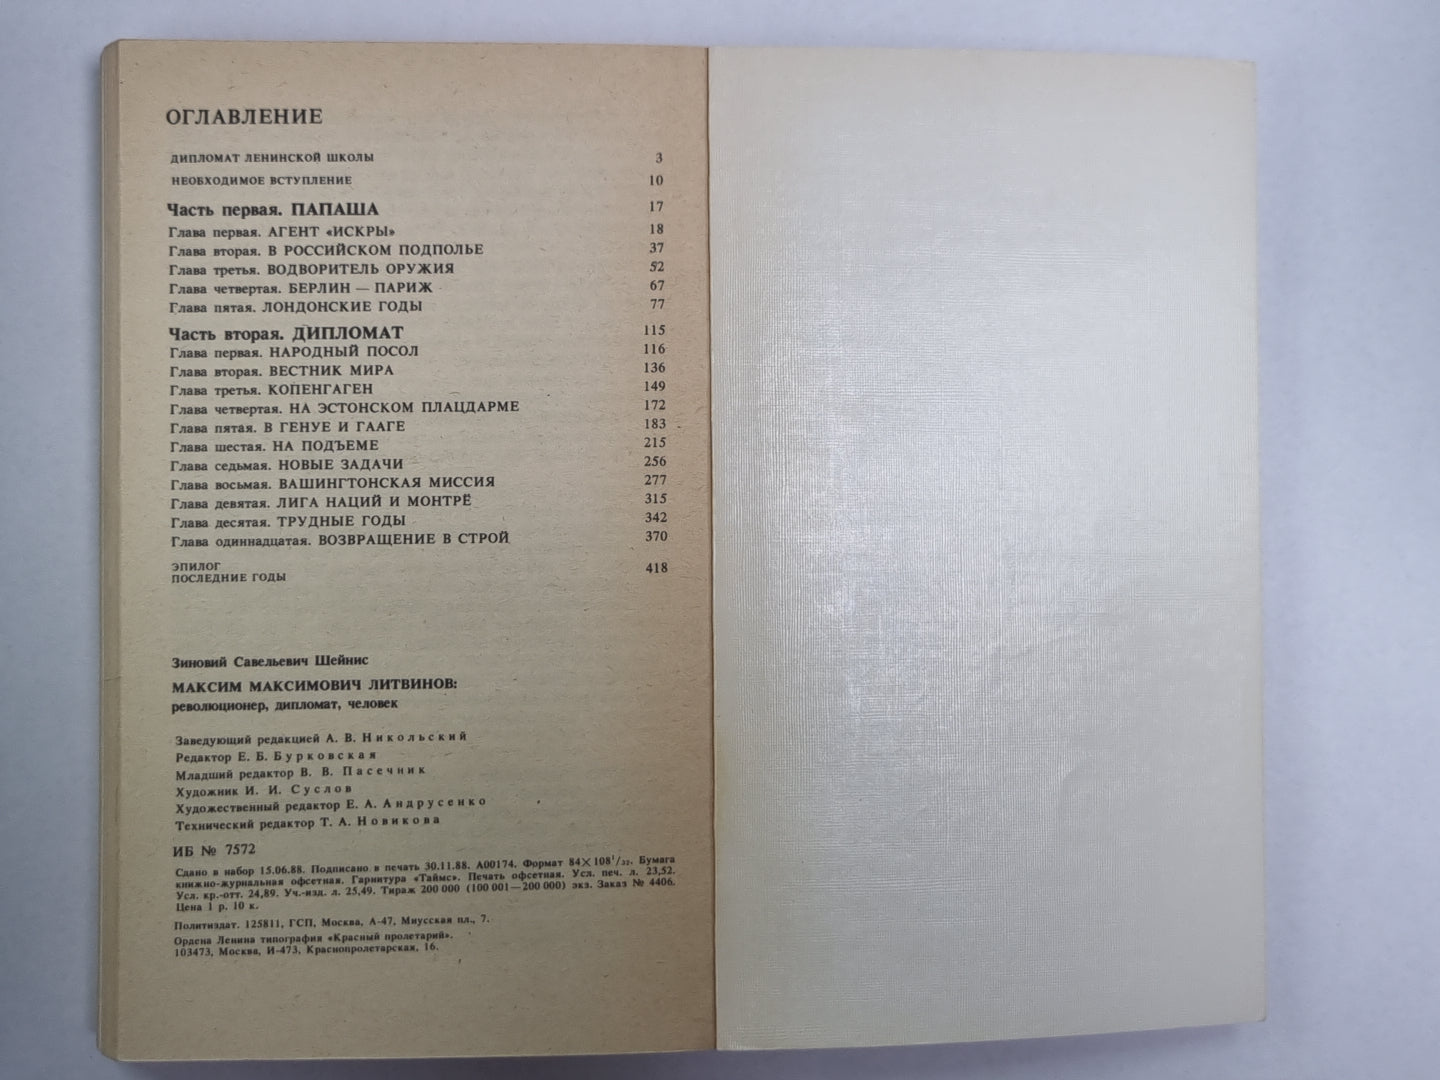 ОГЛАВЛЕНИЕ
ДИПЛОМАТ ЛЕНИНСКОЙ ШКОЛЫ 3
НЕОБХОДИМОЕ ВСТУПЛЕНИЕ 10
Часть первая. ПАПАША 17
Глава первая. АГЕНТ «ИСКРЫ» 18
Глава вторая. В РОССИЙСКОМ ПОДПОЛЬЕ 37
Глава третья. ВОДВОРИТЕЛЬ ОРУЖИЯ 52
Глава четвертая. БЕРЛИН — ПАРИЖ 67
Глава пятая. ЛОНДОНСКИЕ ГОДЫ 77
Часть вторая. ДИПЛОМАТ 115
Глава первая. НАРОДНЫЙ ПОСОЛ 116
Глава вторая. ВЕСТНИК МИРА 136
Глава третья. КОПЕНГАГЕН 149
Глава четвертая. НА ЭСТОНСКОМ ПЛАЦДАРМЕ 172
Глава пятая. В ГЕНУЕ И ГААГЕ 183
Глава шестая. НА ПОДЪЕМЕ 215
Глава седьмая. НОВЫЕ ЗАДАЧИ 256
Глава восьмая. ВАШИНГТОНСКАЯ МИССИЯ 277
Глава девятая. ЛИГА НАЦИЙ И МОНТРЁ 315
Глава десятая. ТРУДНЫЕ ГОДЫ 342
Глава одиннадцатая. ВОЗВРАЩЕНИЕ В СТРОЙ 370
ЭПИЛОГ
ПОСЛЕДНИЕ ГОДЫ 418
Зиновий Савельевич Шейнис
МАКСИМ МАКСИМОВИЧ ЛИТВИНОВ:
революционер, дипломат, человек
Заведующий редакцией А. В. Никольский
Редактор Е. Б. Бурковская
Младший редактор В. В. Пасечник
Художник И. И. Суслов
Художественный редактор Е. А. Андрусенко
Технический редактор Т. А. Новикова
ИБ № 7572
Сдано в набор 15.06.88. Подписано в печать 30.11.88. А00174. Формат 84×108¹/₃₂. Бумага
книжно-журнальная офсетная. Гарнитура «Таймс». Печать офсетная. Усл. печ. л. 23,52.
Усл. кр.-отт. 24,89. Уч.-изд. л. 25,49. Тираж 200 000 (100 001—200 000) экз. Заказ № 4406.
Цена 1 р. 10 к.
Политиздат. 125811, ГСП, Москва, А-47, Миусская пл., 7.
Ордена Ленина типография «Красный пролетарий».
103473, Москва, И-473, Краснопролетарская, 16.